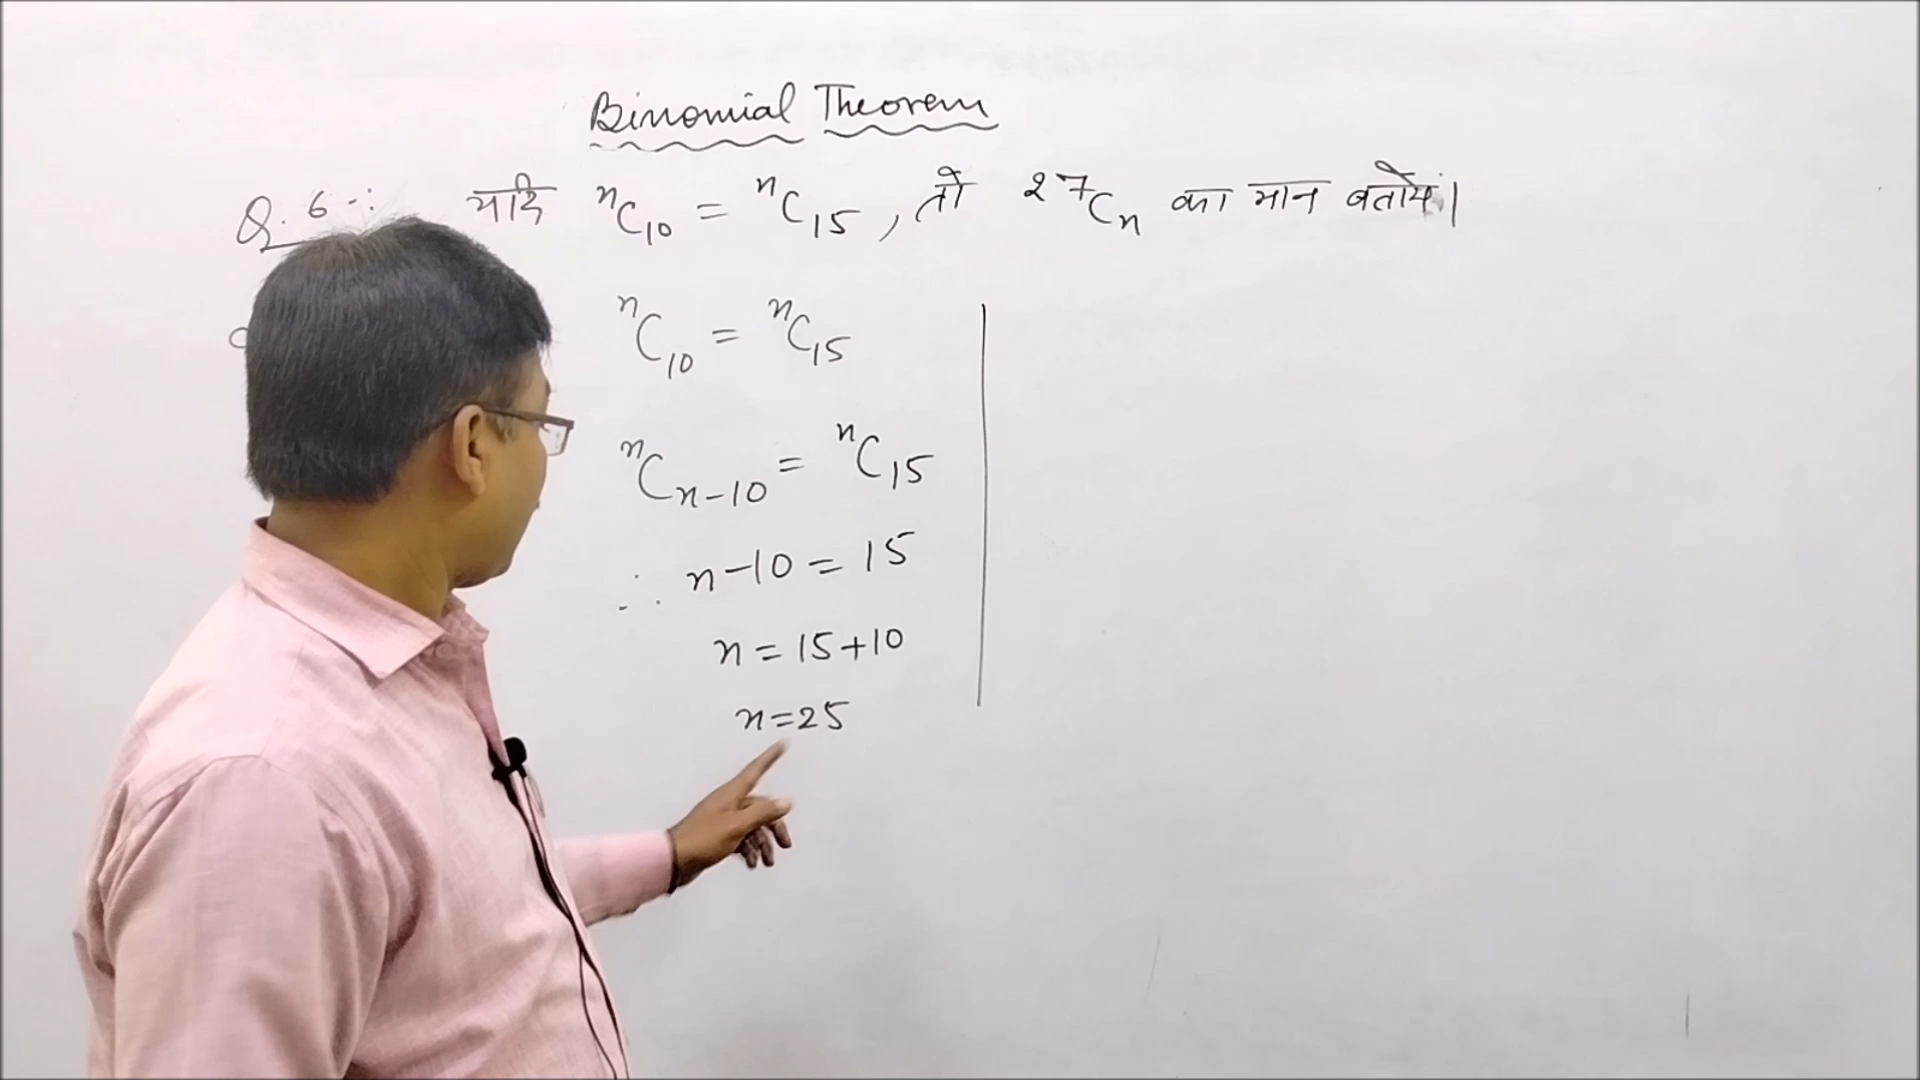 Binomial Theorem
Q. 6 -: यदि ⁿC₁₀ = ⁿC₁₅, तो ²⁷Cₙ का मान बतायें।
ⁿC₁₀ = ⁿC₁₅
ⁿCₙ₋₁₀ = ⁿC₁₅
∴ n-10 = 15
n = 15+10
n=25